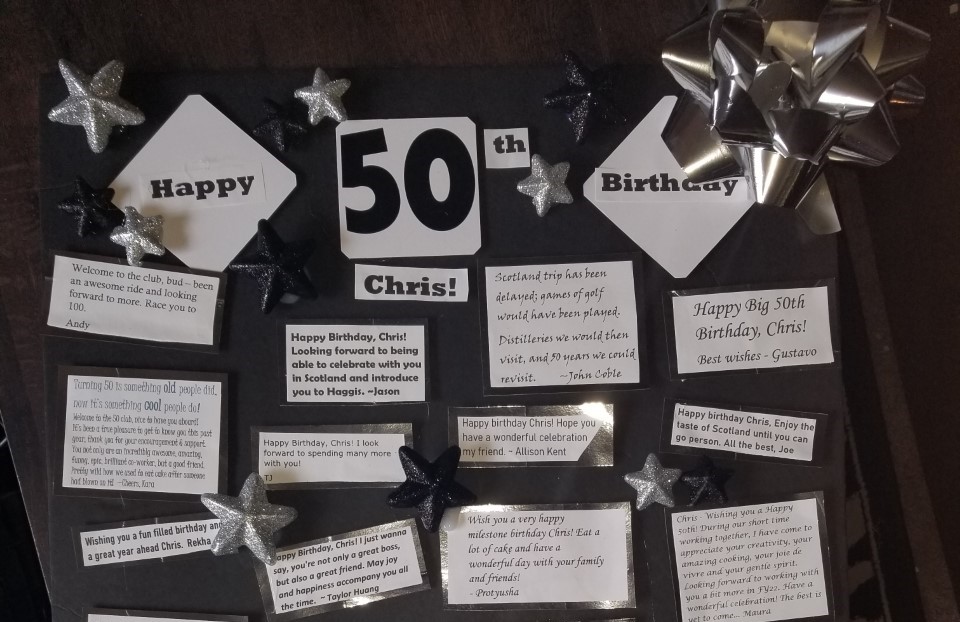 Happy
50
th
Birthday
Chris!
Welcome to the club, bud – been
an awesome ride and looking
forward to more. Race you to
100.
Andy
Happy Birthday, Chris!
Looking forward to being
able to celebrate with you
in Scotland and introduce
you to Haggis. ~Jason
Scotland trip has been
delayed; games of golf
would have been played.
Distilleries we would then
visit, and 50 years we could
revisit. ~John Coble
Happy Big 50th
Birthday, Chris!
Best wishes - Gustavo
Turning 50 is something old people did,
now it's something cool people do!
Welcome to the 50 club, nice to have you aboard!
It's been a true pleasure to get to know you this past
year, thank you for your encouragement & support.
You not only are an incredibly awesome, amazing,
funny, epic, brilliant co-worker, but a good friend.
Pretty wild how we used to eat cake after someone
had blown on it! ~Cheers, Kara
Happy Birthday, Chris! I look
forward to spending many more
with you!
TJ
Happy birthday Chris! Hope you
have a wonderful celebration
my friend. ~ Allison Kent
Happy birthday Chris, Enjoy the
taste of Scotland until you can
go person. All the best, Joe
Wishing you a fun filled birthday and
a great year ahead Chris. Rekha
Happy Birthday, Chris! I just wanna
say, you're not only a great boss,
but also a great friend. May joy
and happiness accompany you all
the time. ~ Taylor Huang
Wish you a very happy
milestone birthday Chris! Eat a
lot of cake and have a
wonderful day with your family
and friends!
- Protyusha
Chris - Wishing you a Happy
50th! During our short time
working together, I have come to
appreciate your creativity, your
amazing cooking, your joie de
vivre and your gentle spirit.
Looking forward to working with
you a bit more in FY22. Have a
wonderful celebration! The best is
yet to come... Maura